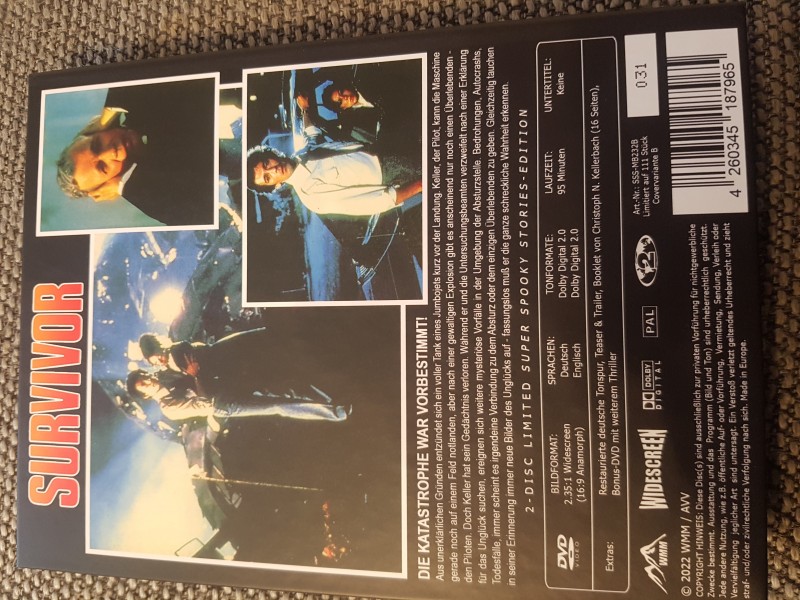 SURVIVOR
DIE KATASTROPHE WAR VORBESTIMMT!
Aus unerklärlichen Gründen entzündet sich ein voller Tank eines Jumbojets kurz vor der Landung. Keller, der Pilot, kann die Maschine
gerade noch auf einem Feld notlanden, aber nach einer gewaltigen Explosion gibt es anscheinend nur noch einen Überlebenden -
den Piloten. Doch Keller hat sein Gedächtnis verloren. Während er und die Untersuchungsbeamten verzweifelt nach einer Erklärung
für das Unglück suchen, ereignen sich weitere mysteriöse Vorfälle in der Umgebung der Absturzstelle. Bedrohungen, Autocrashs,
Todesfälle, immer scheint es irgendeine Verbindung zu dem Absturz oder dem einzigen Überlebenden zu geben. Gleichzeitig tauchen
in seiner Erinnerung immer neue Bilder des Unglücks auf - fassungslos muß er die ganze schreckliche Wahrheit erkennen.
2-DISC LIMITED SUPER SPOOKY STORIES-EDITION
DVD VIDEO
BILDFORMAT:
2.35:1 Widescreen
(16:9 Anamorph)
SPRACHEN:
Deutsch
Englisch
TONFORMATE:
Dolby Digital 2.0
Dolby Digital 2.0
LAUFZEIT:
95 Minuten
UNTERTITEL:
Keine
Extras:
Restaurierte deutsche Tonspur, Teaser & Trailer, Booklet von Christoph N. Kellerbach (16 Seiten),
Bonus-DVD mit weiterem Thriller
WMM
WIDESCREEN
DOLBY
DIGITAL
PAL
2
Art.-Nr.: SSS-MB232B
Limitiert auf 111 Stück
Covervariante B
031
© 2022 WMM / AVV
COPYRIGHT HINWEIS: Diese Disc(s) sind ausschließlich zur privaten Vorführung für nichtgewerbliche
Zwecke bestimmt. Ausstattung und das Programm (Bild und Ton) sind urheberrechtlich geschützt.
Jede andere Nutzung, wie z.B. öffentliche Auf- oder Vorführung, Vermietung, Sendung, Verleih oder
Vervielfältigung jeglicher Art sind untersagt. Ein Verstoß verletzt geltendes Urheberrecht und zieht
straf- und/oder zivilrechtliche Verfolgung nach sich. Made in Europe.
4 260345 187965